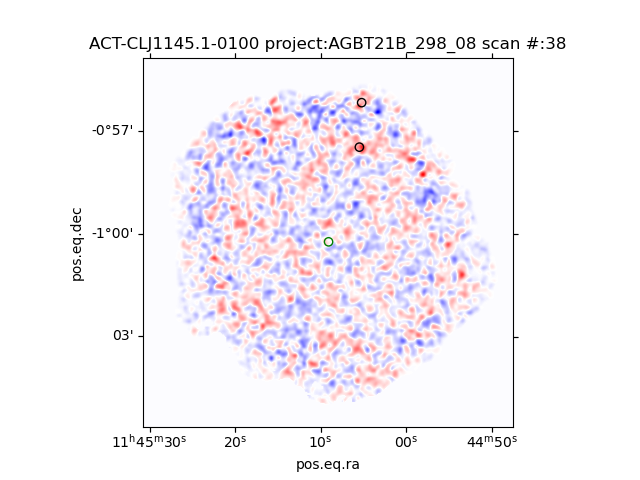 ACT-CLJ1145.1-0100 project:AGBT21B_298_08 scan #:38
-0°57'
-1°00'
03'
pos.eq.dec
11ʰ45ᵐ30ˢ 20ˢ 10ˢ 00ˢ 44ᵐ50ˢ
pos.eq.ra